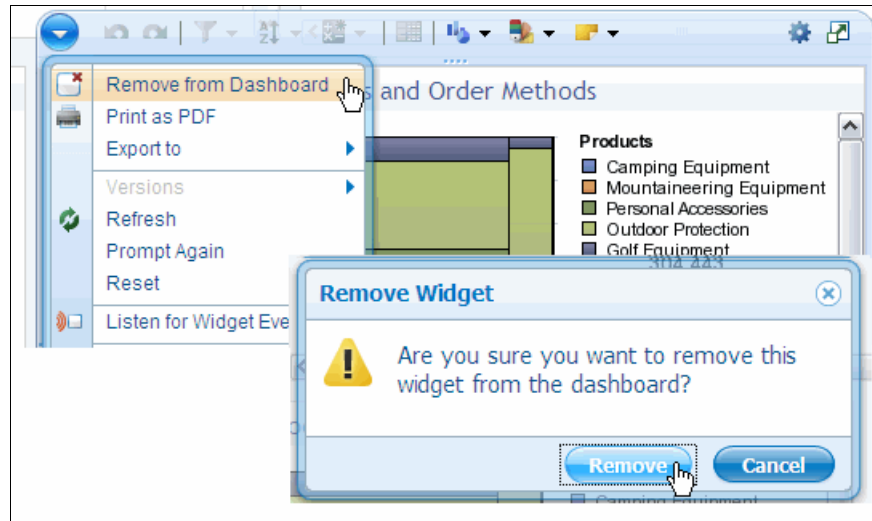 Remove from Dashboard
s and Order Methods
Print as PDF
Export to
Versions
Refresh
Prompt Again
Reset
Listen for Widget Eve
Products
Camping Equipment
Mountaineering Equipment
Personal Accessories
Outdoor Protection
Golf Equipment
304,443
Remove Widget
Are you sure you want to remove this
widget from the dashboard?
Remove
Cancel
Camping Equipment